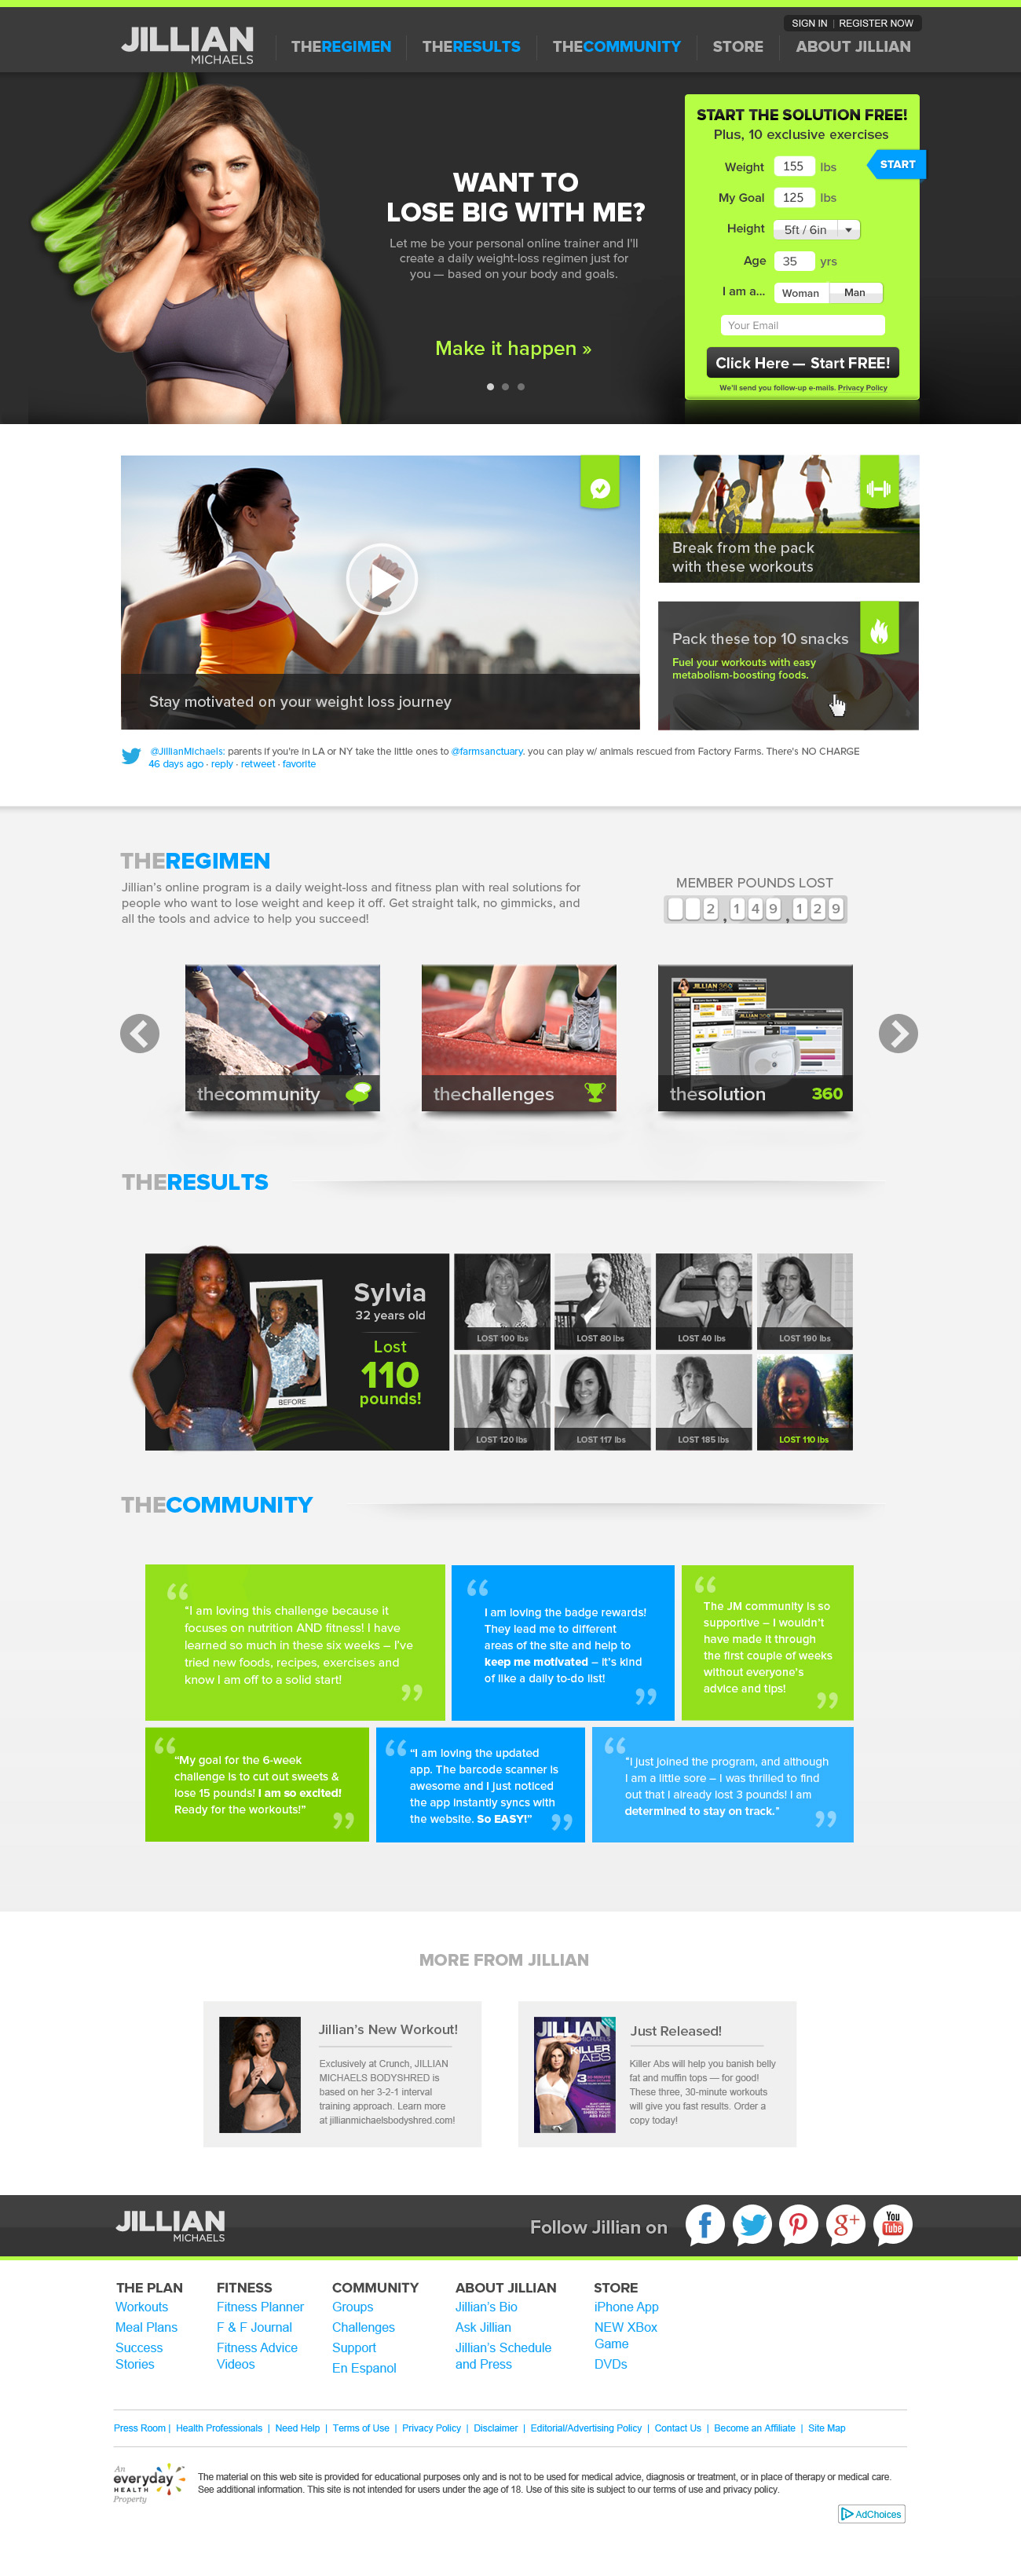 SIGN IN | REGISTER NOW
JILLIAN
MICHAELS
THEREGIMEN
THERESULTS
THECOMMUNITY
STORE
ABOUT JILLIAN
WANT TO
LOSE BIG WITH ME?
Let me be your personal online trainer and I'll
create a daily weight-loss regimen just for
you — based on your body and goals.
Make it happen »
START THE SOLUTION FREE!
Plus, 10 exclusive exercises
START
Weight 155 lbs
My Goal 125 lbs
Height 5ft / 6in
Age 35 yrs
I am a... Woman Man
Your Email
Click Here — Start FREE!
We'll send you follow-up e-mails. Privacy Policy
Stay motivated on your weight loss journey
Break from the pack
with these workouts
Pack these top 10 snacks
Fuel your workouts with easy
metabolism-boosting foods.
@JillianMichaels: parents if you're in LA or NY take the little ones to @farmsanctuary. you can play w/ animals rescued from Factory Farms. There's NO CHARGE
46 days ago · reply · retweet · favorite
THEREGIMEN
Jillian's online program is a daily weight-loss and fitness plan with real solutions for
people who want to lose weight and keep it off. Get straight talk, no gimmicks, and
all the tools and advice to help you succeed!
MEMBER POUNDS LOST
2,149,129
thecommunity
thechallenges
JILLIAN 360
thesolution 360
THERESULTS
BEFORE
Sylvia
32 years old
Lost
110
pounds!
LOST 100 lbs
LOST 80 lbs
LOST 40 lbs
LOST 190 lbs
LOST 120 lbs
LOST 117 lbs
LOST 185 lbs
LOST 110 lbs
THECOMMUNITY
"I am loving this challenge because it
focuses on nutrition AND fitness! I have
learned so much in these six weeks – I've
tried new foods, recipes, exercises and
know I am off to a solid start!
I am loving the badge rewards!
They lead me to different
areas of the site and help to
keep me motivated – it's kind
of like a daily to-do list!
The JM community is so
supportive – I wouldn't
have made it through
the first couple of weeks
without everyone's
advice and tips!
"My goal for the 6-week
challenge is to cut out sweets &
lose 15 pounds! I am so excited!
Ready for the workouts!"
"I am loving the updated
app. The barcode scanner is
awesome and I just noticed
the app instantly syncs with
the website. So EASY!"
"I just joined the program, and although
I am a little sore – I was thrilled to find
out that I already lost 3 pounds! I am
determined to stay on track."
MORE FROM JILLIAN
Jillian's New Workout!
Exclusively at Crunch, JILLIAN
MICHAELS BODYSHRED is
based on her 3-2-1 interval
training approach. Learn more
at jillianmichaelsbodyshred.com!
JILLIAN
MICHAELS
KILLER
ABS
3
Just Released!
Killer Abs will help you banish belly
fat and muffin tops — for good!
These three, 30-minute workouts
will give you fast results. Order a
copy today!
JILLIAN
MICHAELS
Follow Jillian on
f
g+
You
Tube
THE PLAN
Workouts
Meal Plans
Success
Stories
FITNESS
Fitness Planner
F & F Journal
Fitness Advice
Videos
COMMUNITY
Groups
Challenges
Support
En Espanol
ABOUT JILLIAN
Jillian's Bio
Ask Jillian
Jillian's Schedule
and Press
STORE
iPhone App
NEW XBox
Game
DVDs
Press Room | Health Professionals | Need Help | Terms of Use | Privacy Policy | Disclaimer | Editorial/Advertising Policy | Contact Us | Become an Affiliate | Site Map
An
everyday
HEALTH
Property
The material on this web site is provided for educational purposes only and is not to be used for medical advice, diagnosis or treatment, or in place of therapy or medical care.
See additional information. This site is not intended for users under the age of 18. Use of this site is subject to our terms of use and privacy policy.
AdChoices